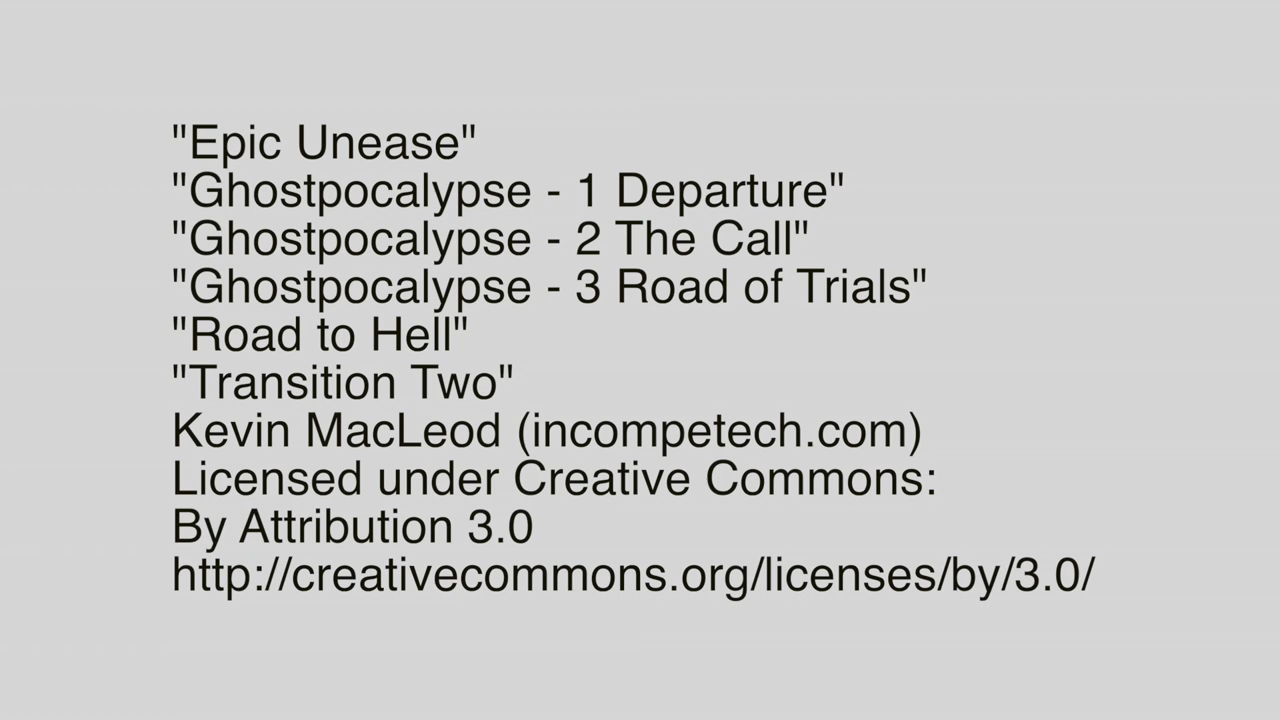 "Epic Unease"
"Ghostpocalypse - 1 Departure"
"Ghostpocalypse - 2 The Call"
"Ghostpocalypse - 3 Road of Trials"
"Road to Hell"
"Transition Two"
Kevin MacLeod (incompetech.com)
Licensed under Creative Commons:
By Attribution 3.0
http://creativecommons.org/licenses/by/3.0/